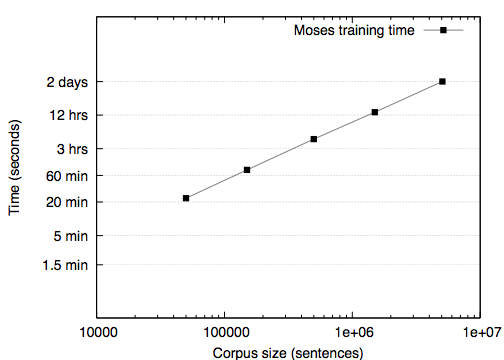 Moses training time
2 days
12 hrs
3 hrs
60 min
20 min
5 min
1.5 min
Time (seconds)
10000
100000
1e+06
1e+07
Corpus size (sentences)